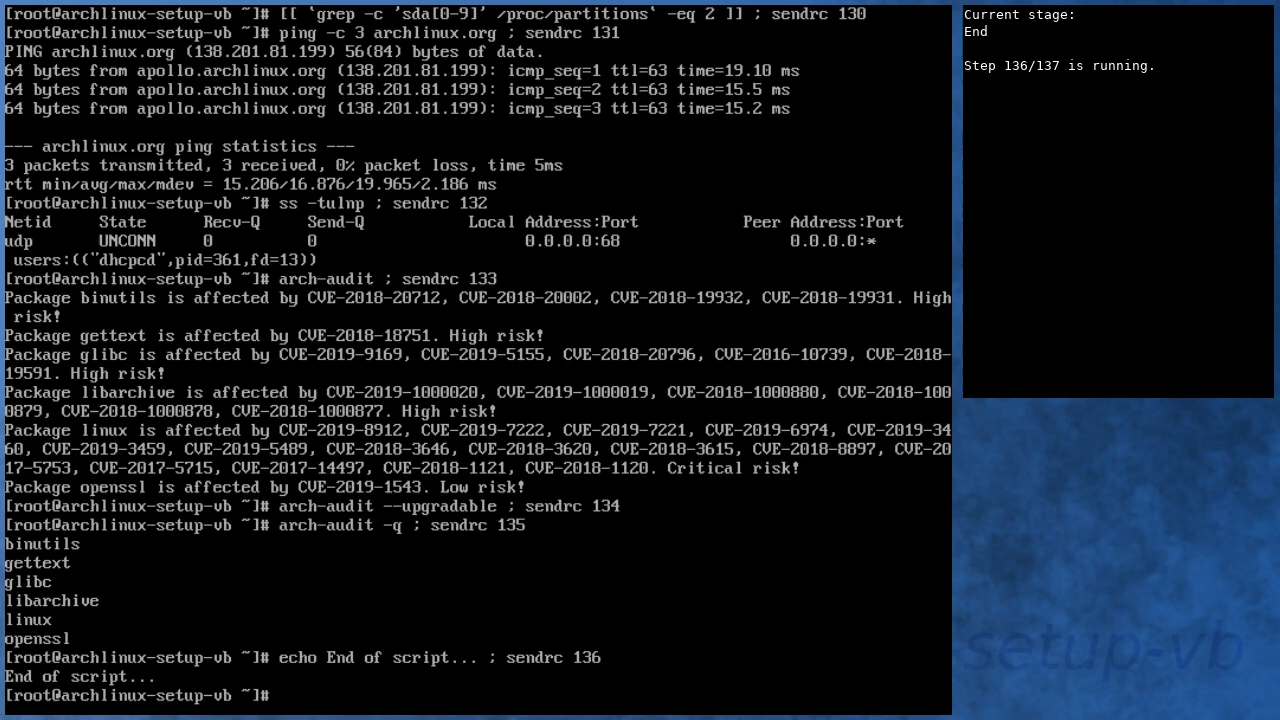 [root@archlinux-setup-vb ~]# [[ `grep -c 'sda[0-9]' /proc/partitions` -eq 2 ]] ; sendrc 130
[root@archlinux-setup-vb ~]# ping -c 3 archlinux.org ; sendrc 131
PING archlinux.org (138.201.81.199) 56(84) bytes of data.
64 bytes from apollo.archlinux.org (138.201.81.199): icmp_seq=1 ttl=63 time=19.10 ms
64 bytes from apollo.archlinux.org (138.201.81.199): icmp_seq=2 ttl=63 time=15.5 ms
64 bytes from apollo.archlinux.org (138.201.81.199): icmp_seq=3 ttl=63 time=15.2 ms
--- archlinux.org ping statistics ---
3 packets transmitted, 3 received, 0% packet loss, time 5ms
rtt min/avg/max/mdev = 15.206/16.876/19.965/2.186 ms
[root@archlinux-setup-vb ~]# ss -tulnp ; sendrc 132
Netid State Recv-Q Send-Q Local Address:Port Peer Address:Port
udp UNCONN 0 0 0.0.0.0:68 0.0.0.0:*
users:(("dhcpcd",pid=361,fd=13))
[root@archlinux-setup-vb ~]# arch-audit ; sendrc 133
Package binutils is affected by CVE-2018-20712, CVE-2018-20002, CVE-2018-19932, CVE-2018-19931. High
risk!
Package gettext is affected by CVE-2018-18751. High risk!
Package glibc is affected by CVE-2019-9169, CVE-2019-5155, CVE-2018-20796, CVE-2016-10739, CVE-2018-
19591. High risk!
Package libarchive is affected by CVE-2019-1000020, CVE-2019-1000019, CVE-2018-1000880, CVE-2018-100
0879, CVE-2018-1000878, CVE-2018-1000877. High risk!
Package linux is affected by CVE-2019-8912, CVE-2019-7222, CVE-2019-7221, CVE-2019-6974, CVE-2019-34
60, CVE-2019-3459, CVE-2019-5489, CVE-2018-3646, CVE-2018-3620, CVE-2018-3615, CVE-2018-8897, CVE-20
17-5753, CVE-2017-5715, CVE-2017-14497, CVE-2018-1121, CVE-2018-1120. Critical risk!
Package openssl is affected by CVE-2019-1543. Low risk!
[root@archlinux-setup-vb ~]# arch-audit --upgradable ; sendrc 134
[root@archlinux-setup-vb ~]# arch-audit -q ; sendrc 135
binutils
gettext
glibc
libarchive
linux
openssl
[root@archlinux-setup-vb ~]# echo End of script... ; sendrc 136
End of script...
[root@archlinux-setup-vb ~]#
Current stage:
End
Step 136/137 is running.
setup-vb